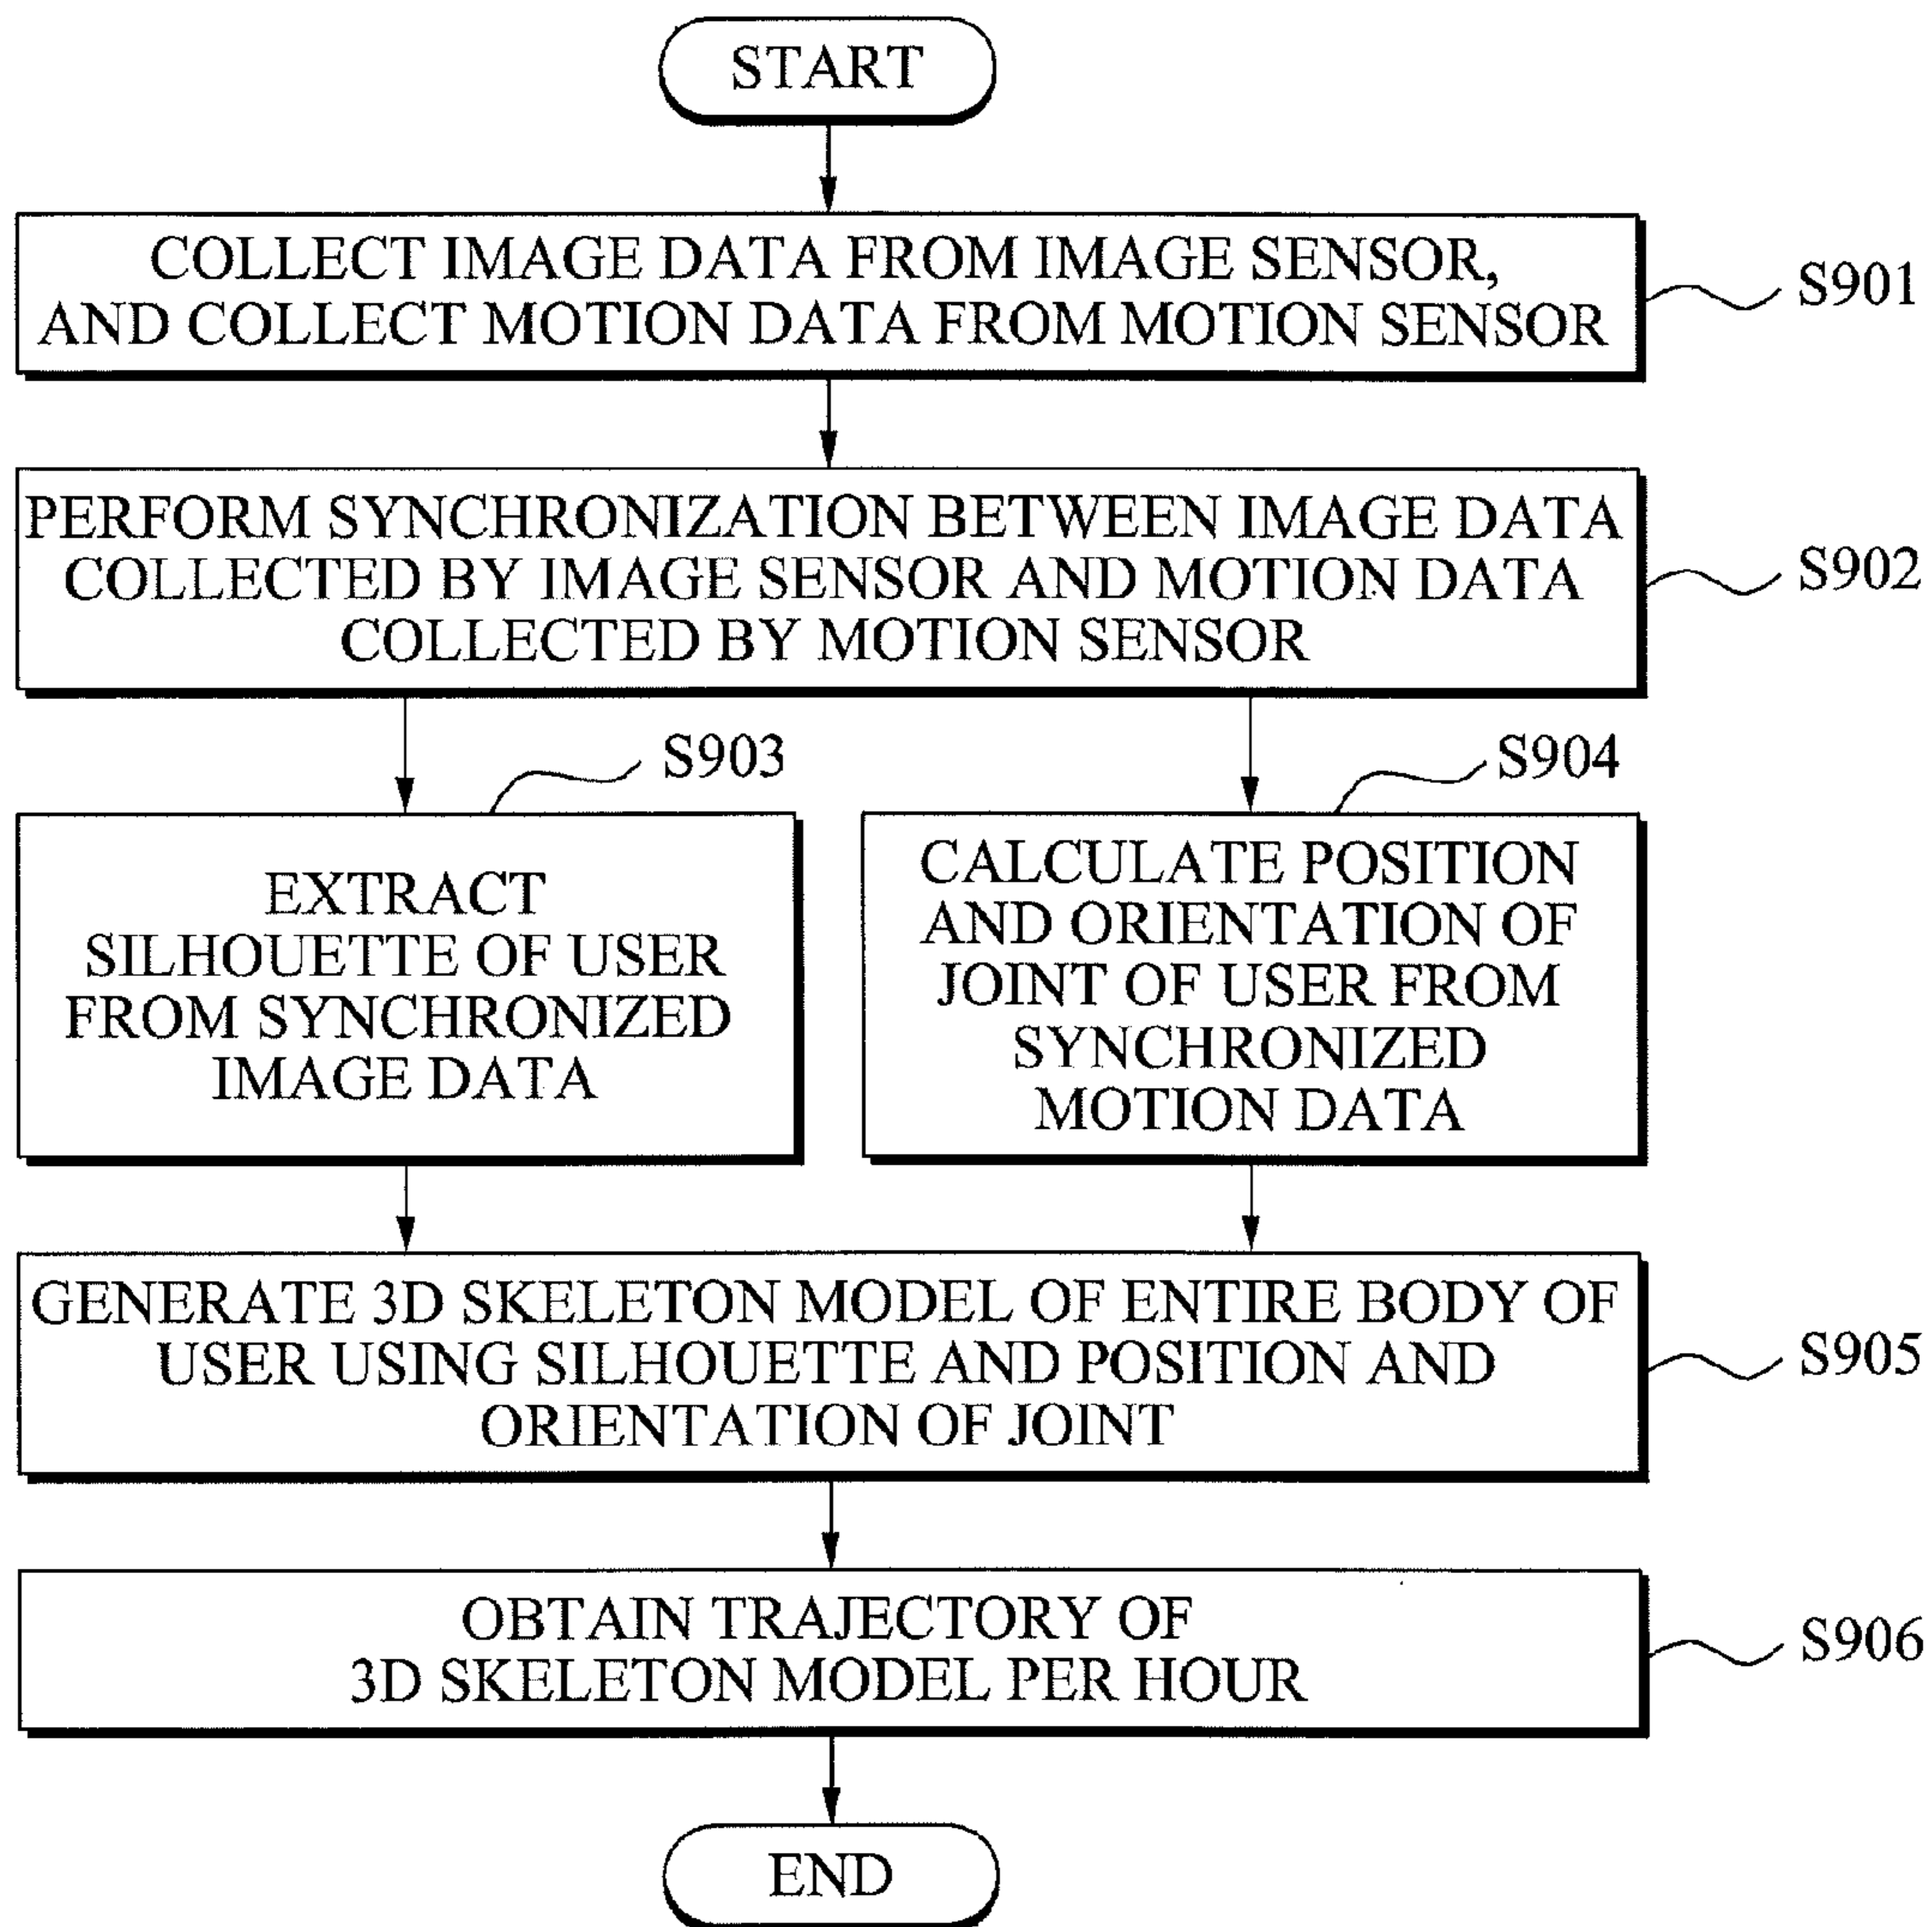 START
COLLECT IMAGE DATA FROM IMAGE SENSOR,
AND COLLECT MOTION DATA FROM MOTION SENSOR
S901
PERFORM SYNCHRONIZATION BETWEEN IMAGE DATA
COLLECTED BY IMAGE SENSOR AND MOTION DATA
COLLECTED BY MOTION SENSOR
S902
S903
EXTRACT
SILHOUETTE OF USER
FROM SYNCHRONIZED
IMAGE DATA
S904
CALCULATE POSITION
AND ORIENTATION OF
JOINT OF USER FROM
SYNCHRONIZED
MOTION DATA
GENERATE 3D SKELETON MODEL OF ENTIRE BODY OF
USER USING SILHOUETTE AND POSITION AND
ORIENTATION OF JOINT
S905
OBTAIN TRAJECTORY OF
3D SKELETON MODEL PER HOUR
S906
END